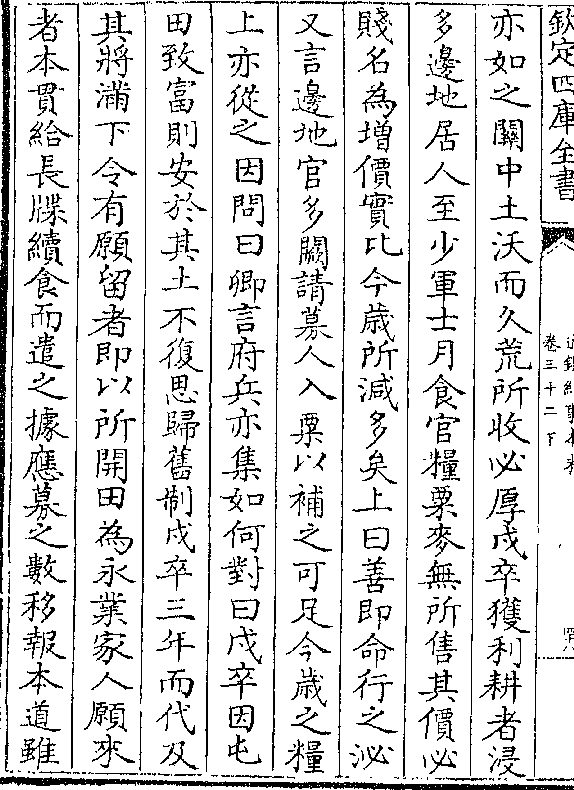 欽定四庫全書
卷三十二下
亦如之關中土沃而久荒所收必厚戍卒獲利耕者浸
多邊地居人至少軍士月食官糧粟麥無所售其價必
賤名為增價實比今歲所減多矣上曰善即命行之泌
又言邊地官多闕請募人入粟以補之可足今歲之糧
上亦從之因問曰卿言府兵亦集如何對曰戍卒因屯
田致富則安於其土不復思歸舊制戍卒三年而代及
其將滿下令有願留者即以所開田為永業家人願來
者本貫給長牒續食而遣之據應募之數移報本道雖